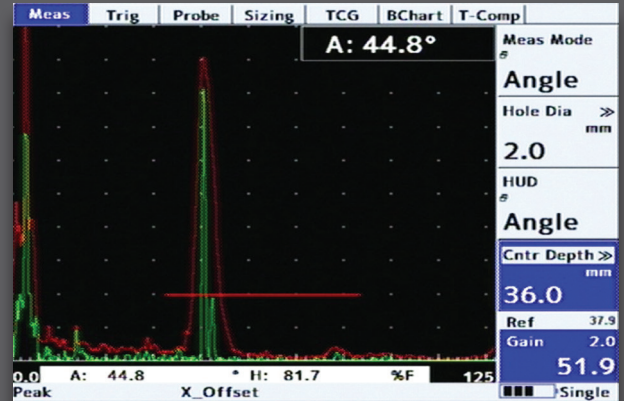 Meas Trig Probe Sizing TCG BChart T-Comp
A: 44.8°
Meas Mode
Angle
Hole Dia >>
mm
2.0
HUD
Angle
Cntr Depth >>
mm
36.0
Ref 37.9
Gain 2.0
51.9
0.0 A: 44.8 ° H: 81.7 %F 125
Peak X_Offset Single